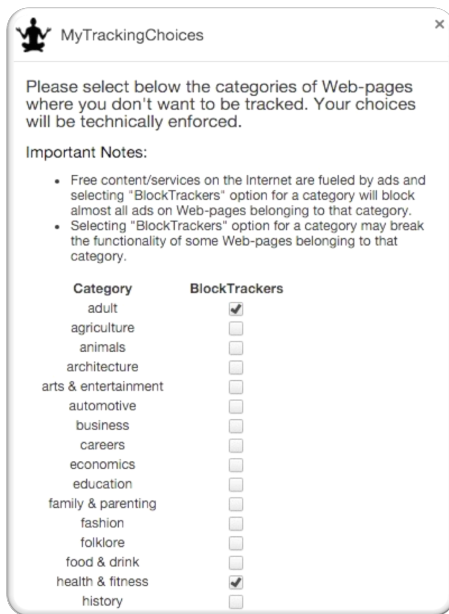 MyTrackingChoices
×
Please select below the categories of Web-pages
where you don't want to be tracked. Your choices
will be technically enforced.
Important Notes:
• Free content/services on the Internet are fueled by ads and
selecting "BlockTrackers" option for a category will block
almost all ads on Web-pages belonging to that category.
• Selecting "BlockTrackers" option for a category may break
the functionality of some Web-pages belonging to that
category.
Category BlockTrackers
adult
agriculture
animals
architecture
arts & entertainment
automotive
business
careers
economics
education
family & parenting
fashion
folklore
food & drink
health & fitness
history